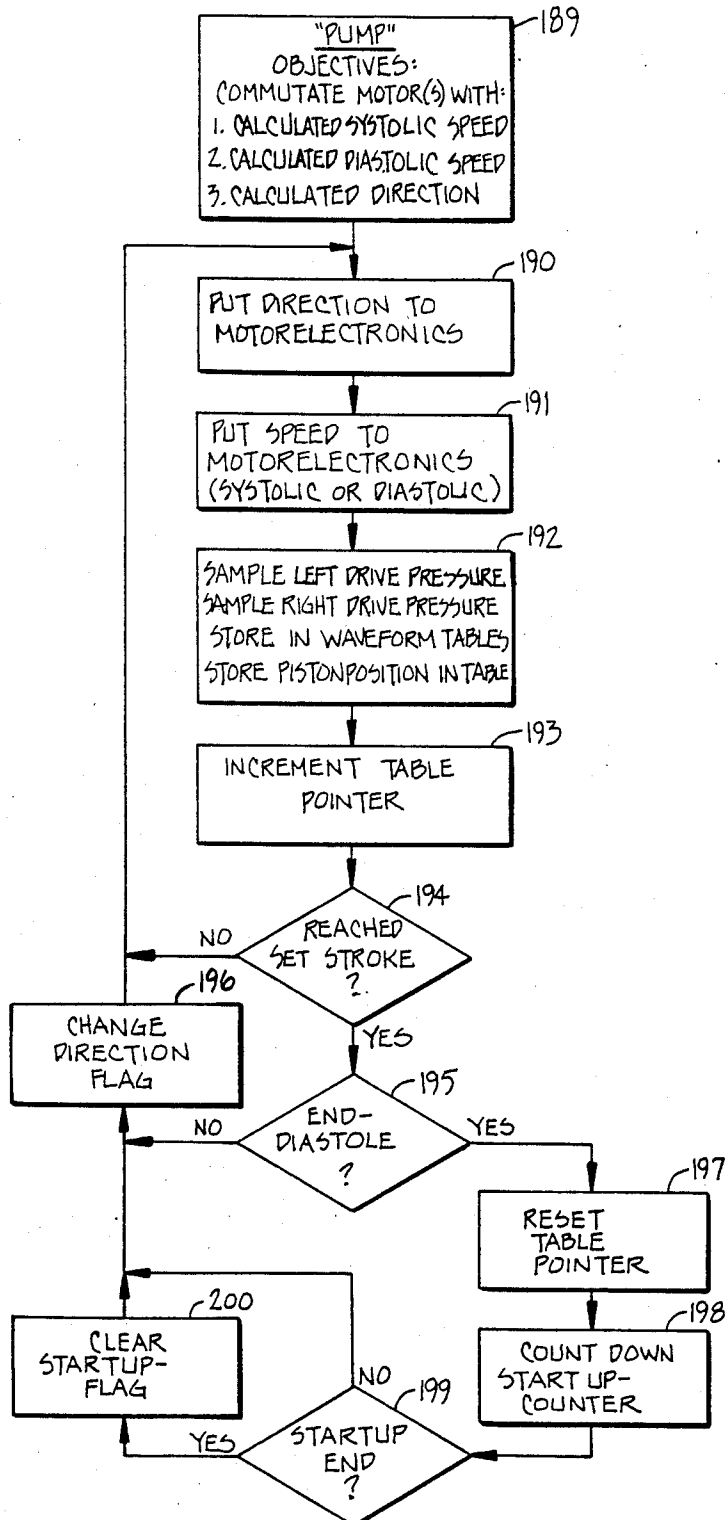 189
"PUMP"
OBJECTIVES:
COMMUTATE MOTOR(S) WITH:
1. CALCULATED SYSTOLIC SPEED
2. CALCULATED DIASTOLIC SPEED
3. CALCULATED DIRECTION
190
PUT DIRECTION TO
MOTORELECTRONICS
191
PUT SPEED TO
MOTORELECTRONICS
(SYSTOLIC OR DIASTOLIC)
192
SAMPLE LEFT DRIVE PRESSURE
SAMPLE RIGHT DRIVE PRESSURE
STORE IN WAVEFORM TABLES
STORE PISTONPOSITION IN TABLE
193
INCREMENT TABLE
POINTER
194
REACHED
SET STROKE
?
NO
YES
196
CHANGE
DIRECTION
FLAG
195
END-
DIASTOLE
?
NO
YES
197
RESET
TABLE
POINTER
198
COUNT DOWN
START UP-
COUNTER
199
STARTUP
END
?
NO
YES
200
CLEAR
STARTUP-
FLAG